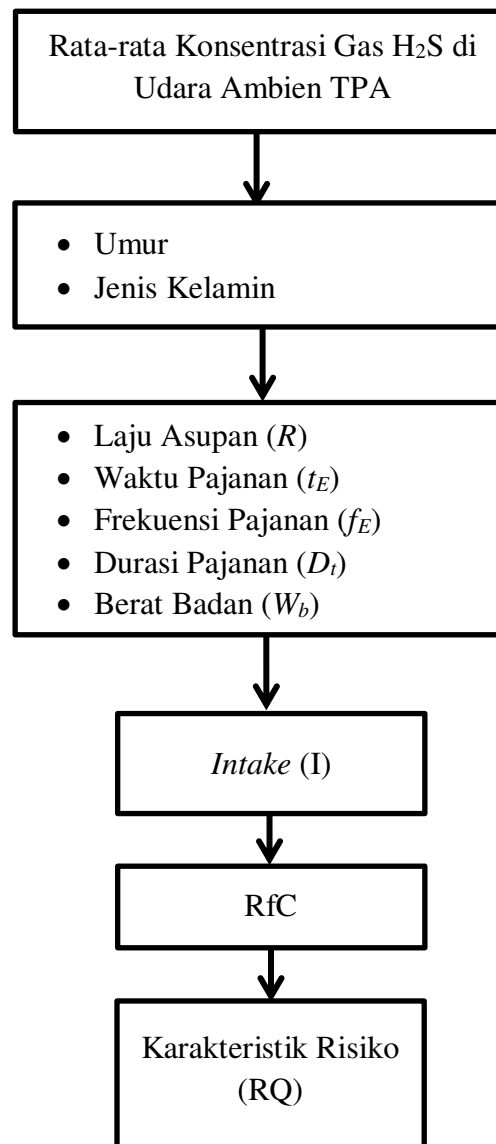 Rata-rata Konsentrasi Gas H₂S di
Udara Ambien TPA
• Umur
• Jenis Kelamin
• Laju Asupan (R)
• Waktu Pajanan (tE)
• Frekuensi Pajanan (fE)
• Durasi Pajanan (Dt)
• Berat Badan (Wb)
Intake (I)
RfC
Karakteristik Risiko
(RQ)